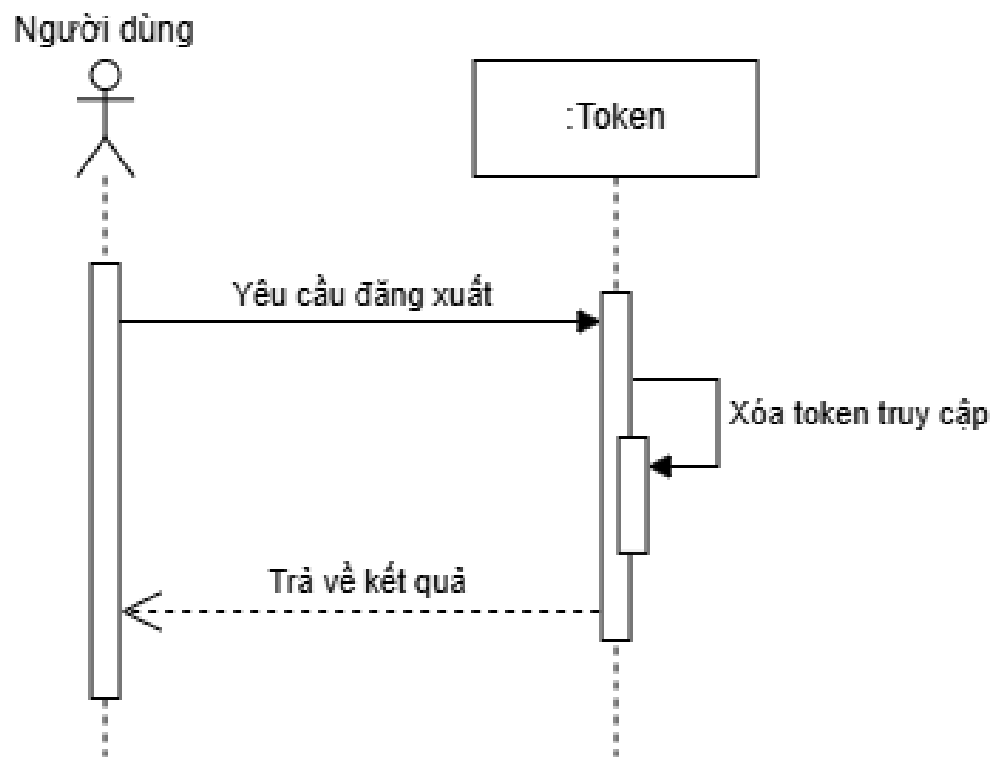 Người dùng
:Token
Yêu cầu đăng xuất
Xóa token truy cập
Trả về kết quả